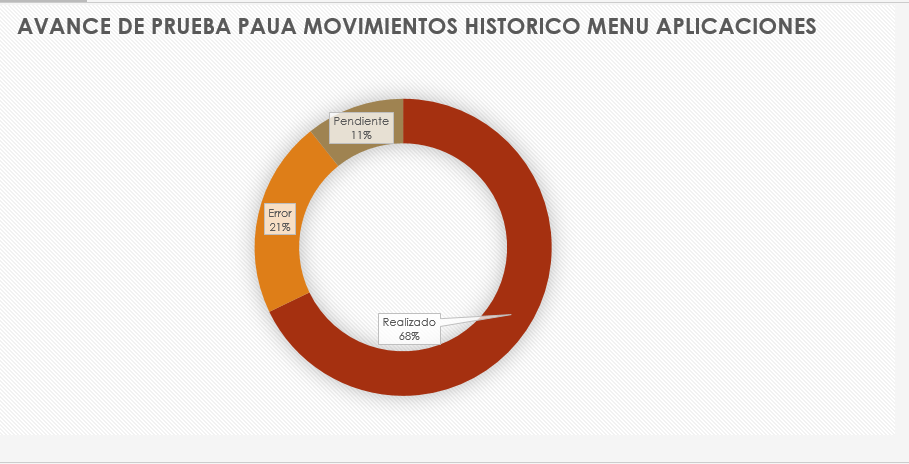 AVANCE DE PRUEBA PAUA MOVIMIENTOS HISTORICO MENU APLICACIONES
Pendiente
11%
Error
21%
Realizado
68%